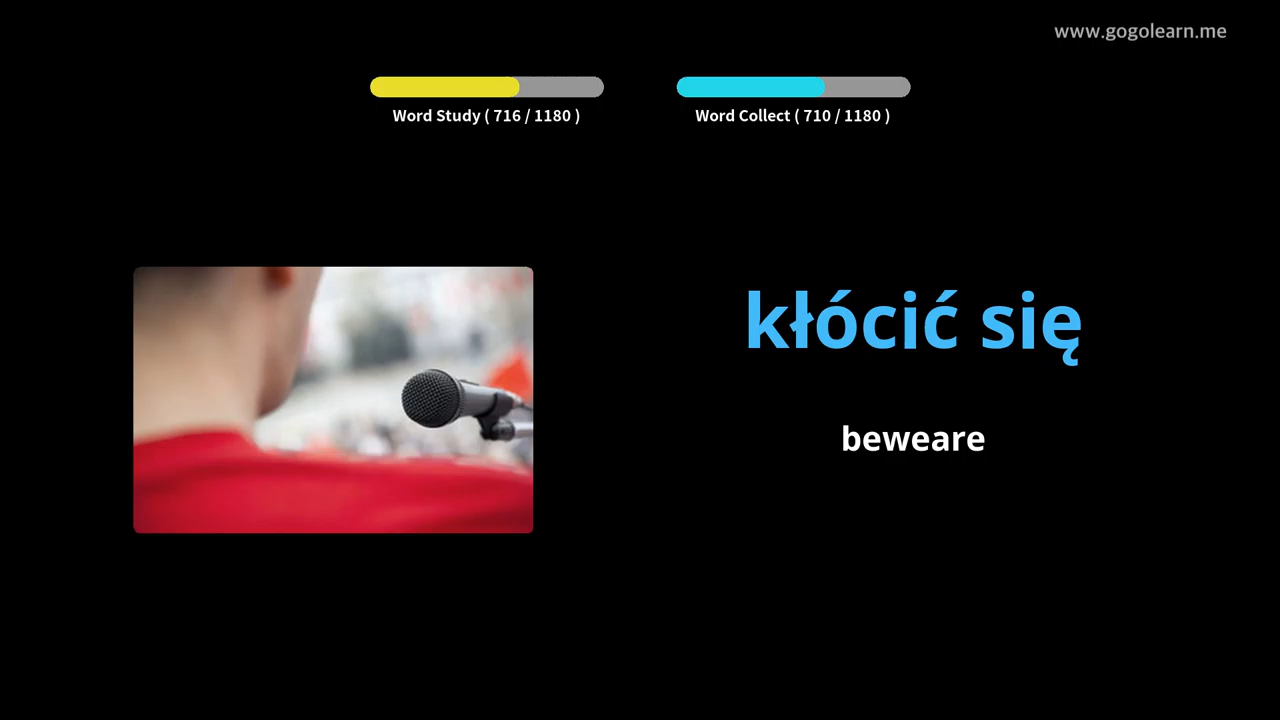 www.gogolearn.me
Word Study ( 716 / 1180 )
Word Collect ( 710 / 1180 )
kłócić się
beweare